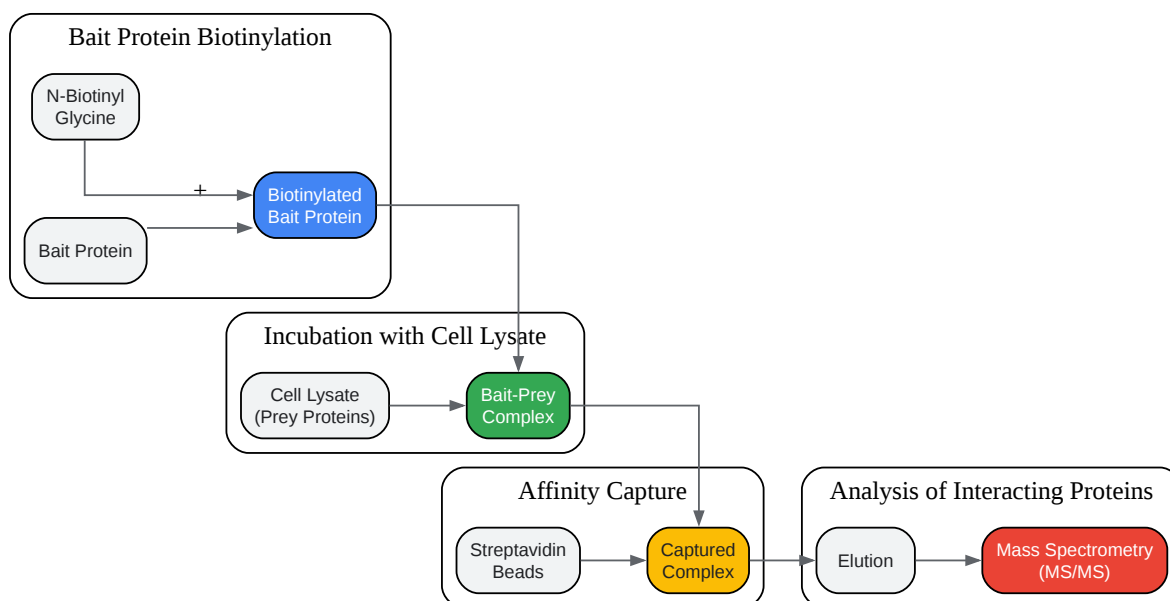 Bait Protein Biotinylation
N-Biotinyl
Glycine
+
Biotinylated
Bait Protein
Bait Protein
Incubation with Cell Lysate
Cell Lysate
(Prey Proteins)
Bait-Prey
Complex
Affinity Capture
Streptavidin
Beads
Captured
Complex
Analysis of Interacting Proteins
Elution
Mass Spectrometry
(MS/MS)